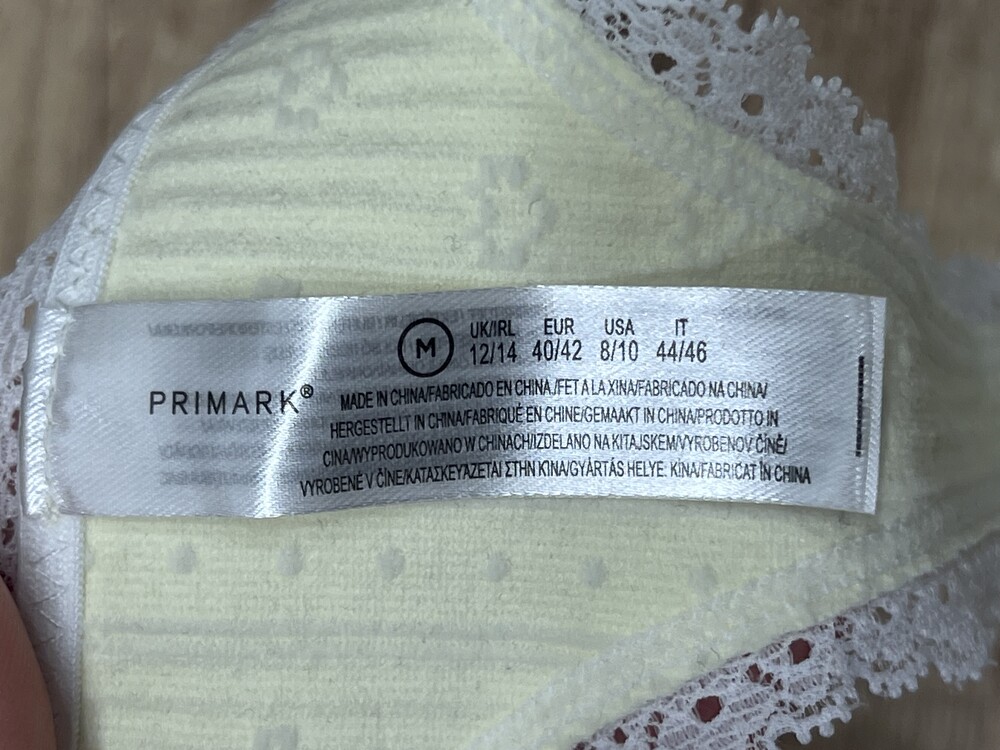 PRIMARK®
M
UK/IRL EUR USA IT
12/14 40/42 8/10 44/46
MADE IN CHINA/FABRICADO EN CHINA./FET A LA XINA/FABRICADO NA CHINA/
HERGESTELLT IN CHINA/FABRIQUÉ EN CHINE/GEMAAKT IN CHINA/PRODOTTO IN
CINA/WYPRODUKOWANO W CHINACH/IZDELANO NA KITAJSKEM/VYROBENOV ČÍNĚ/
VYROBENÉ V ČÍNE/ΚΑΤΑΣΚΕΥΑΖΕΤΑΙ ΣΤΗΝ ΚΙΝΑ/GYÁRTÁS HELYE: KÍNA/FABRICAT ÎN CHINA